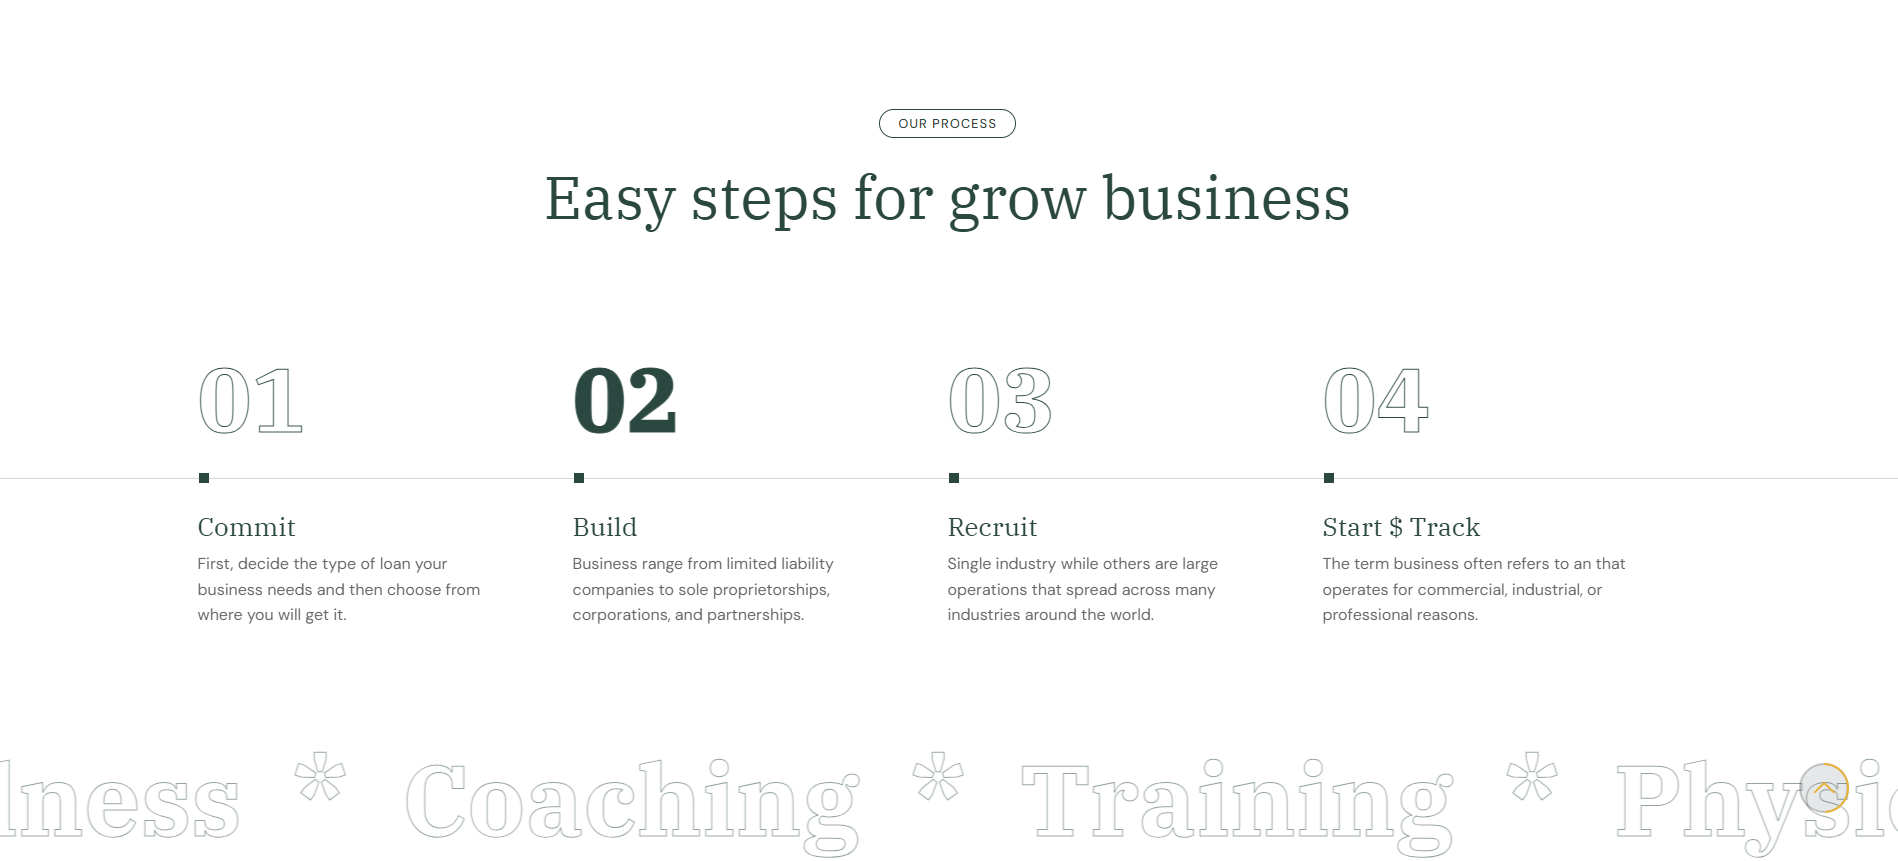 OUR PROCESS
Easy steps for grow business
01
02
03
04
Commit
First, decide the type of loan your
business needs and then choose from
where you will get it.
Build
Business range from limited liability
companies to sole proprietorships,
corporations, and partnerships.
Recruit
Single industry while others are large
operations that spread across many
industries around the world.
Start $ Track
The term business often refers to an that
operates for commercial, industrial, or
professional reasons.
lness * Coaching * Training * Physic